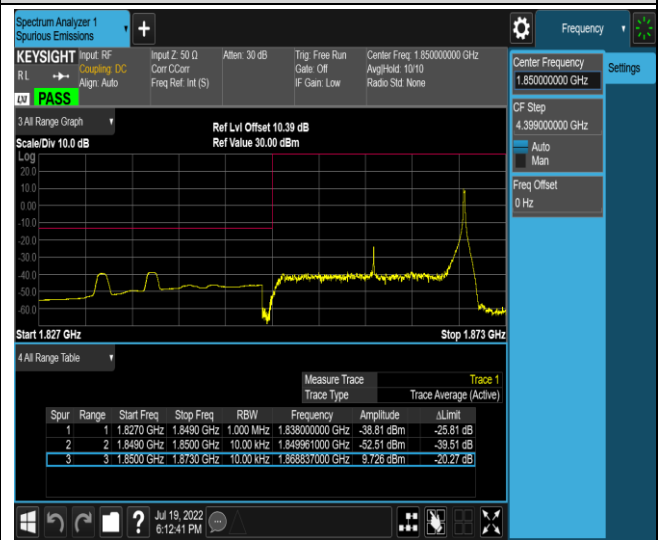 Spectrum Analyzer 1
Spurious Emissions
+
Frequency
KEYSIGHT
RL
Input: RF
Coupling: DC
Align: Auto
Input Z: 50 Ω
Corr CCorr
Freq Ref: Int (S)
Atten: 30 dB
Trig: Free Run
Gate: Off
IF Gain: Low
Center Freq: 1.850000000 GHz
Avg|Hold: 10/10
Radio Std: None
LXI PASS
Center Frequency
1.850000000 GHz
Settings
CF Step
4.399000000 GHz
Auto
Man
Freq Offset
0 Hz
3 All Range Graph
Scale/Div 10.0 dB
Ref Lvl Offset 10.39 dB
Ref Value 30.00 dBm
Log
20.0
10.0
0.00
-10.0
-20.0
-30.0
-40.0
-50.0
-60.0
Start 1.827 GHz
Stop 1.873 GHz
4 All Range Table
Measure Trace Trace 1
Trace Type Trace Average (Active)
Spur Range Start Freq Stop Freq RBW Frequency Amplitude ΔLimit
1 1 1.8270 GHz 1.8490 GHz 1.000 MHz 1.838000000 GHz -38.81 dBm -25.81 dB
2 2 1.8490 GHz 1.8500 GHz 10.00 kHz 1.849961000 GHz -52.51 dBm -39.51 dB
3 3 1.8500 GHz 1.8730 GHz 10.00 kHz 1.868837000 GHz 9.726 dBm -20.27 dB
?
Jul 19, 2022
6:12:41 PM